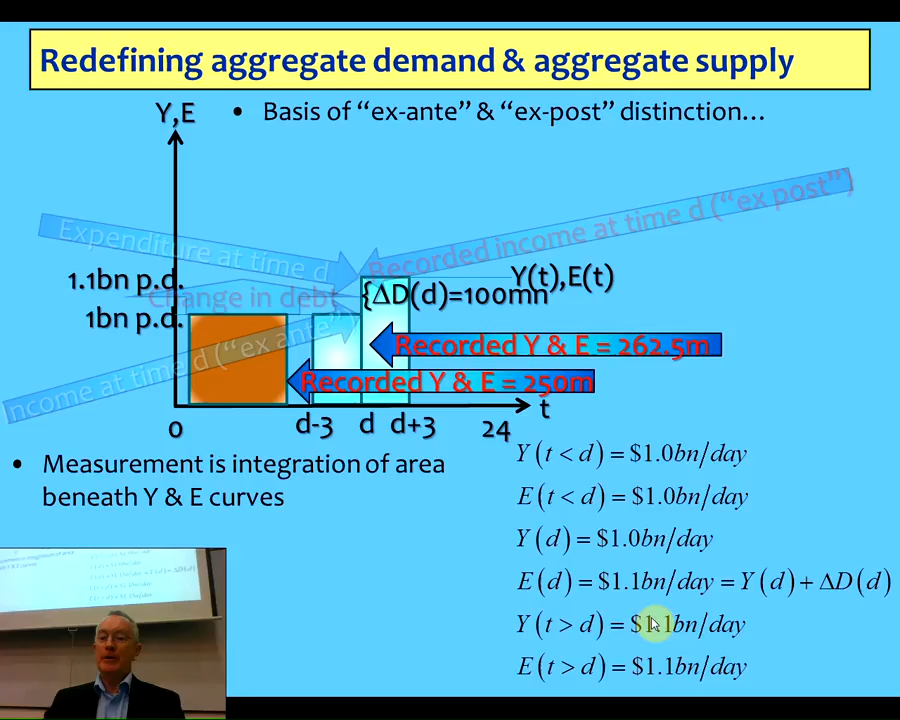 Redefining aggregate demand & aggregate supply
Y,E
• Basis of “ex-ante” & “ex-post” distinction…
Expenditure at time d
Recorded income at time d (“ex post”)
1.1bn p.d.
Change in debt
{ΔD(d)=100mn
Y(t),E(t)
1bn p.d.
ncome at time d (“ex ante”
Recorded Y & E = 262.5m
Recorded Y & E = 250m
0
d-3
d
d+3
24
t
• Measurement is integration of area
beneath Y & E curves
Y(t < d) = $1.0bn/day
E(t < d) = $1.0bn/day
Y(d) = $1.0bn/day
E(d) = $1.1bn/day = Y(d) + ΔD(d)
Y(t > d) = $1.1bn/day
E(t > d) = $1.1bn/day